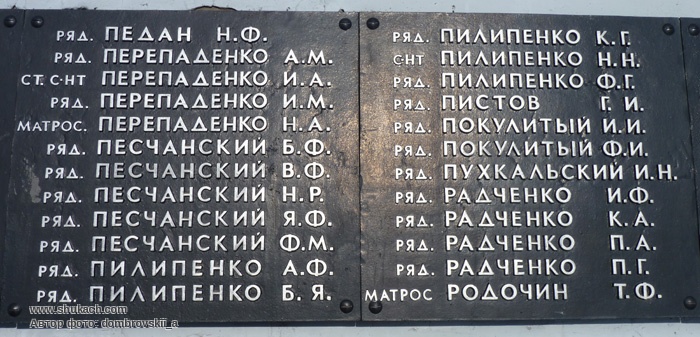 РЯД. ПЕДАН Н.Ф.
РЯД. ПЕРЕПАДЕНКО А.М.
СТ. С-НТ ПЕРЕПАДЕНКО И.А.
РЯД. ПЕРЕПАДЕНКО И.М.
МАТРОС. ПЕРЕПАДЕНКО Н.А.
РЯД. ПЕСЧАНСКИЙ Б.Ф.
РЯД. ПЕСЧАНСКИЙ В.Ф.
РЯД. ПЕСЧАНСКИЙ Н.Р.
РЯД. ПЕСЧАНСКИЙ Я.Ф.
РЯД. ПЕСЧАНСКИЙ Ф.М.
РЯД. ПИЛИПЕНКО А.Ф.
РЯД. ПИЛИПЕНКО Б.Я.
РЯД. ПИЛИПЕНКО К.Г.
С-НТ ПИЛИПЕНКО Н.Н.
РЯД. ПИЛИПЕНКО Ф.Г.
РЯД. ПИСТОВ Г.И.
РЯД. ПОКУЛИТЫЙ И.И.
РЯД. ПОКУЛИТЫЙ Ф.И.
РЯД. ПУХКАЛЬСКИЙ И.Н.
РЯД. РАДЧЕНКО И.Ф.
РЯД. РАДЧЕНКО К.А.
РЯД. РАДЧЕНКО П.А.
РЯД. РАДЧЕНКО П.Г.
МАТРОС РОДОЧИН Т.Ф.
www.shukach.com
Автор фото: dombrovskii_a